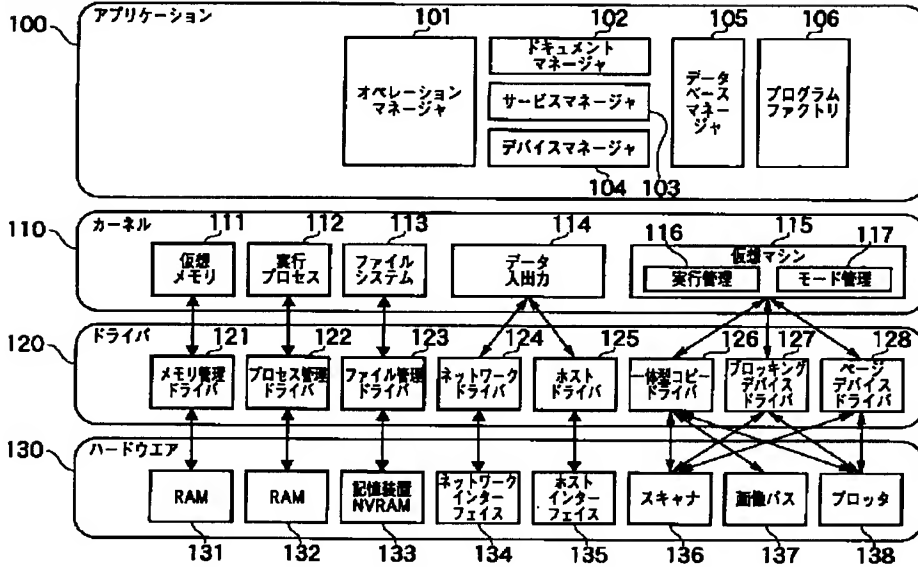 アプリケーション
100
101
102
105
106
オペレーション
マネージャ
ドキュメント
マネージャ
サービスマネージャ
デバイスマネージャ
データ
ベース
マネー
ジャ
プログラム
ファクトリ
104
103
カーネル
110
111
112
113
114
115
116
117
仮想
メモリ
実行
プロセス
ファイル
システム
データ
入出力
仮想マシン
実行管理
モード管理
ドライバ
120
121
122
123
124
125
126
127
128
メモリ管理
ドライバ
プロセス管理
ドライバ
ファイル管理
ドライバ
ネットワーク
ドライバ
ホスト
ドライバ
一体型コピー
ドライバ
ブロッキング
デバイス
ドライバ
ページ
デバイス
ドライバ
ハードウエア
130
RAM
RAM
記憶装置
NVRAM
ネットワーク
インター
フェイス
ホスト
インター
フェイス
スキャナ
画像バス
プロッタ
131
132
133
134
135
136
137
138